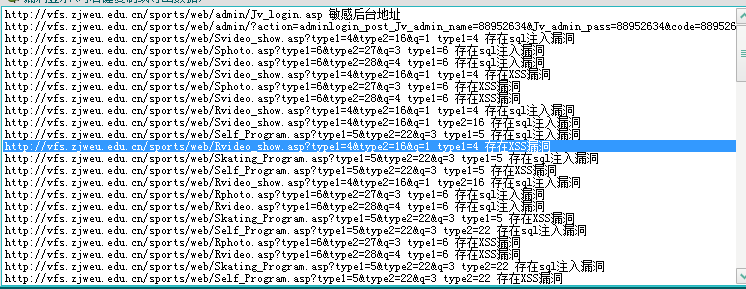 http://vfs.zjweu.edu.cn/sports/web/admin/Jv_login.asp 敏感后台地址
http://vfs.zjweu.edu.cn/sports/web/admin/?action=adminlogin_post_Jv_admin_name=88952634&Jv_admin_pass=88952634&code=889526
http://vfs.zjweu.edu.cn/sports/web/Svideo_show.asp?type1=4&type2=16&q=1 type1=4 存在sql注入漏洞
http://vfs.zjweu.edu.cn/sports/web/Sphoto.asp?type1=6&type2=27&q=3 type1=6 存在sql注入漏洞
http://vfs.zjweu.edu.cn/sports/web/Svideo.asp?type1=6&type2=28&q=4 type1=6 存在sql注入漏洞
http://vfs.zjweu.edu.cn/sports/web/Svideo_show.asp?type1=4&type2=16&q=1 type1=4 存在XSS漏洞
http://vfs.zjweu.edu.cn/sports/web/Sphoto.asp?type1=6&type2=27&q=3 type1=6 存在XSS漏洞
http://vfs.zjweu.edu.cn/sports/web/Svideo.asp?type1=6&type2=28&q=4 type1=6 存在XSS漏洞
http://vfs.zjweu.edu.cn/sports/web/Rvideo_show.asp?type1=4&type2=16&q=1 type1=4 存在sql注入漏洞
http://vfs.zjweu.edu.cn/sports/web/Svideo_show.asp?type1=4&type2=16&q=1 type2=16 存在sql注入漏洞
http://vfs.zjweu.edu.cn/sports/web/Self_Program.asp?type1=5&type2=22&q=3 type1=5 存在sql注入漏洞
http://vfs.zjweu.edu.cn/sports/web/Rvideo_show.asp?type1=4&type2=16&q=1 type1=4 存在XSS漏洞
http://vfs.zjweu.edu.cn/sports/web/Skating_Program.asp?type1=5&type2=22&q=3 type1=5 存在sql注入漏洞
http://vfs.zjweu.edu.cn/sports/web/Self_Program.asp?type1=5&type2=22&q=3 type1=5 存在XSS漏洞
http://vfs.zjweu.edu.cn/sports/web/Rvideo_show.asp?type1=4&type2=16&q=1 type2=16 存在sql注入漏洞
http://vfs.zjweu.edu.cn/sports/web/Rphoto.asp?type1=6&type2=27&q=3 type1=6 存在sql注入漏洞
http://vfs.zjweu.edu.cn/sports/web/Rvideo.asp?type1=6&type2=28&q=4 type1=6 存在sql注入漏洞
http://vfs.zjweu.edu.cn/sports/web/Skating_Program.asp?type1=5&type2=22&q=3 type1=5 存在XSS漏洞
http://vfs.zjweu.edu.cn/sports/web/Self_Program.asp?type1=5&type2=22&q=3 type2=22 存在sql注入漏洞
http://vfs.zjweu.edu.cn/sports/web/Rphoto.asp?type1=6&type2=27&q=3 type1=6 存在XSS漏洞
http://vfs.zjweu.edu.cn/sports/web/Rvideo.asp?type1=6&type2=28&q=4 type1=6 存在XSS漏洞
http://vfs.zjweu.edu.cn/sports/web/Skating_Program.asp?type1=5&type2=22&q=3 type2=22 存在sql注入漏洞
http://vfs.zjweu.edu.cn/sports/web/Self_Program.asp?type1=5&type2=22&q=3 type2=22 存在XSS漏洞